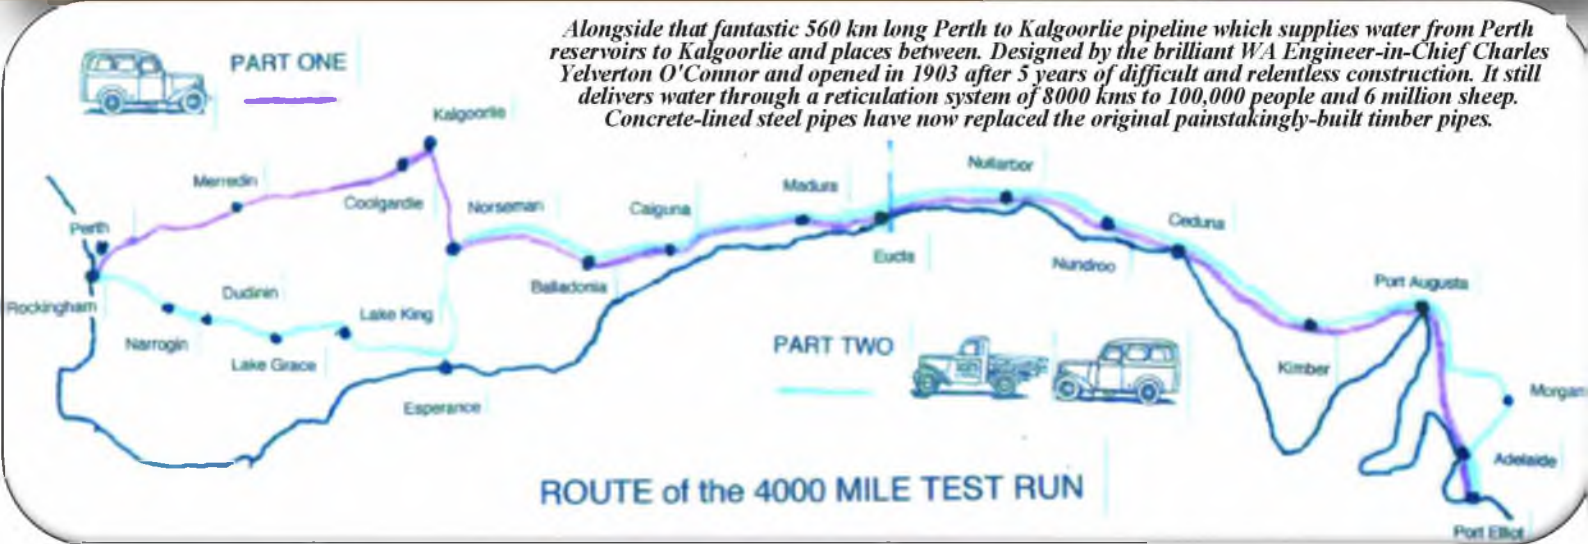 Alongside that fantastic 560 km long Perth to Kalgoorlie pipeline which supplies water from Perth
reservoirs to Kalgoorlie and places between. Designed by the brilliant WA Engineer-in-Chief Charles
Yelverton O'Connor and opened in 1903 after 5 years of difficult and relentless construction. It still
delivers water through a reticulation system of 8000 kms to 100,000 people and 6 million sheep.
Concrete-lined steel pipes have now replaced the original painstakingly-built timber pipes.
PART ONE
Kalgoorlie
Nullarbor
Merredin
Madura
Coolgardie
Norseman
Caiguna
Ceduna
Perth
Eucla
Nundroo
Port Augusta
Balladonia
Dudinin
Rockingham
Lake King
Narrogin
PART TWO
Lake Grace
Kimber
Morgan
Esperance
Adelaide
ROUTE of the 4000 MILE TEST RUN
Port Elliot